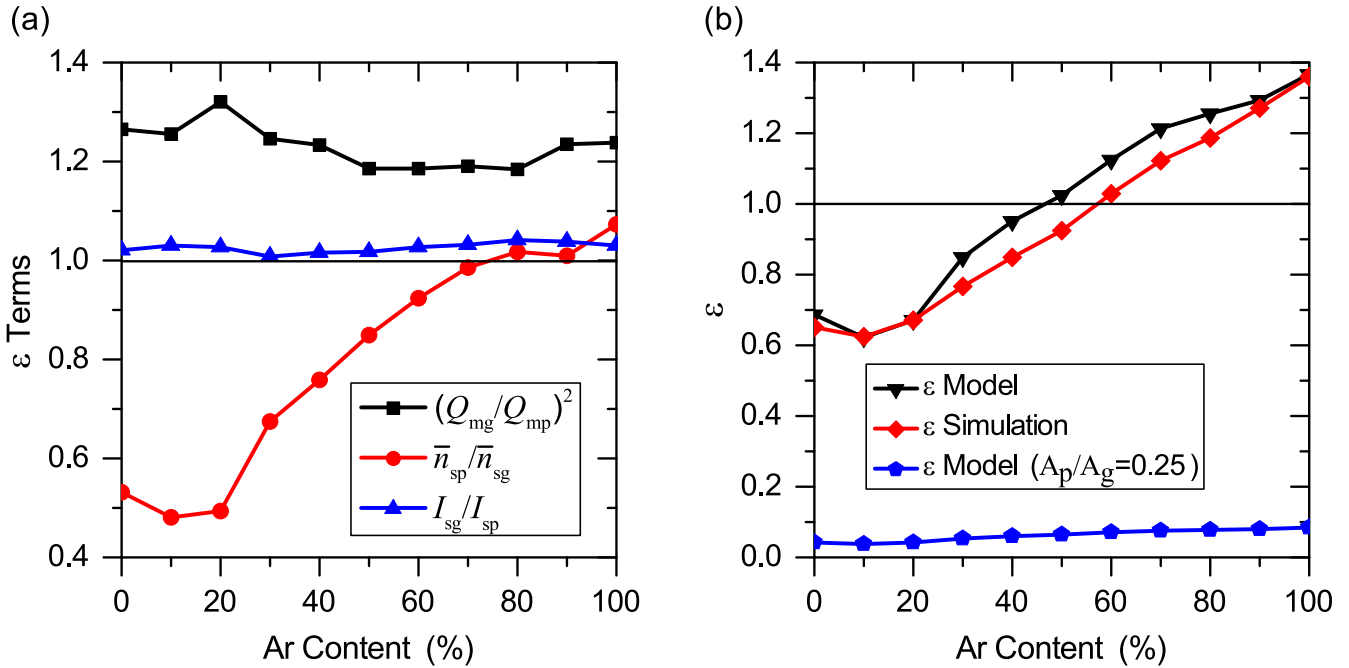 (a)
1.4
1.2
1.0
0.8
0.6
0.4
ε Terms
(Q_mg/Q_mp)²
n̅_sp/n̅_sg
I_sg/I_sp
0 20 40 60 80 100
Ar Content (%)
(b)
1.4
1.2
1.0
0.8
0.6
0.4
0.2
0.0
ε
ε Model
ε Simulation
ε Model (A_p/A_g=0.25)
0 20 40 60 80 100
Ar Content (%)